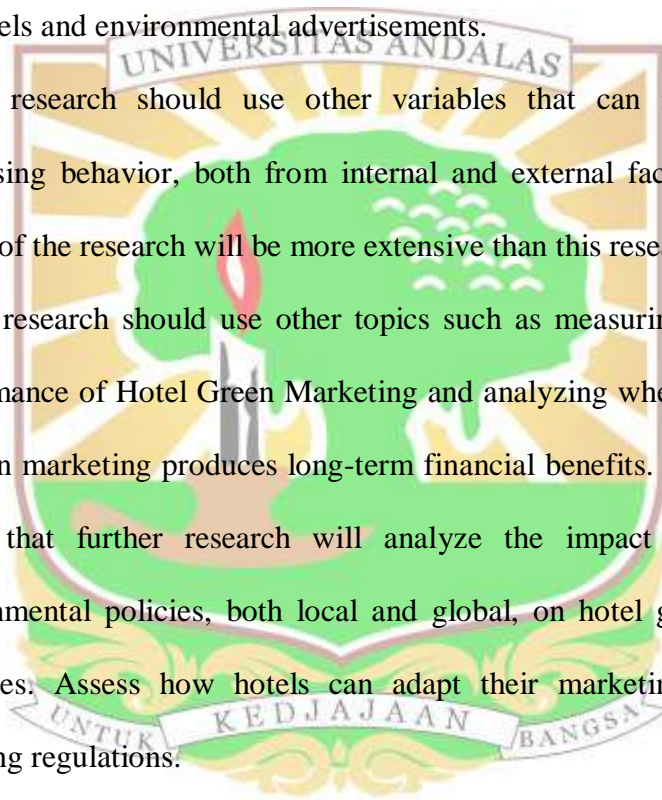 els and environmental advertisements.
UNIVERSITAS ANDALAS
research should use other variables that can
sing behavior, both from internal and external fac
of the research will be more extensive than this resea
research should use other topics such as measurin
mance of Hotel Green Marketing and analyzing whe
n marketing produces long-term financial benefits.
that further research will analyze the impact
nmental policies, both local and global, on hotel g
es. Assess how hotels can adapt their marketin
UNTUK KEDJAJAAN BANGSA
ng regulations.